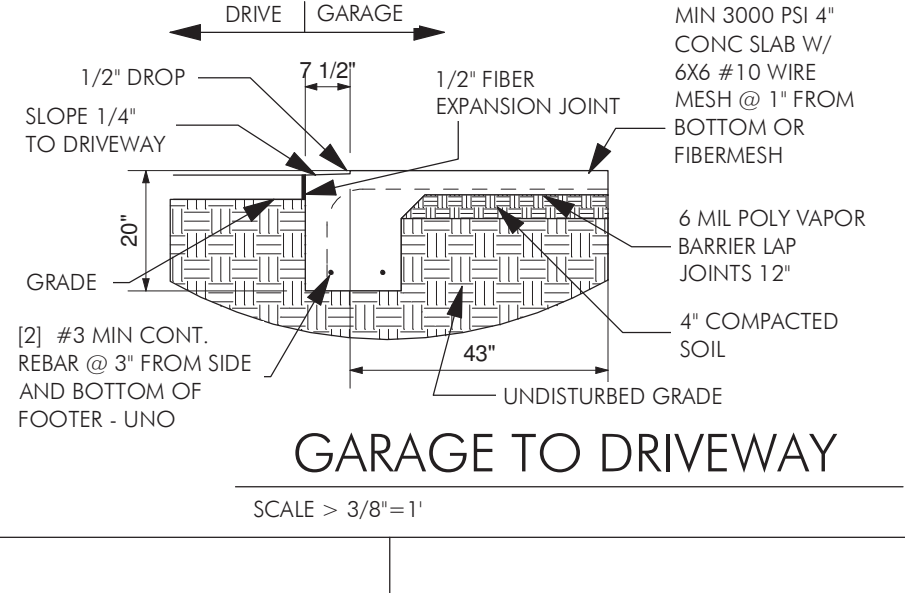 DRIVE GARAGE
MIN 3000 PSI 4"
CONC SLAB W/
6X6 #10 WIRE
MESH @ 1" FROM
BOTTOM OR
FIBERMESH
1/2" DROP
7 1/2"
1/2" FIBER
EXPANSION JOINT
SLOPE 1/4"
TO DRIVEWAY
20"
GRADE
6 MIL POLY VAPOR
BARRIER LAP
JOINTS 12"
[2] #3 MIN CONT.
REBAR @ 3" FROM SIDE
AND BOTTOM OF
FOOTER - UNO
4" COMPACTED
SOIL
43"
UNDISTURBED GRADE
GARAGE TO DRIVEWAY
SCALE > 3/8"=1'